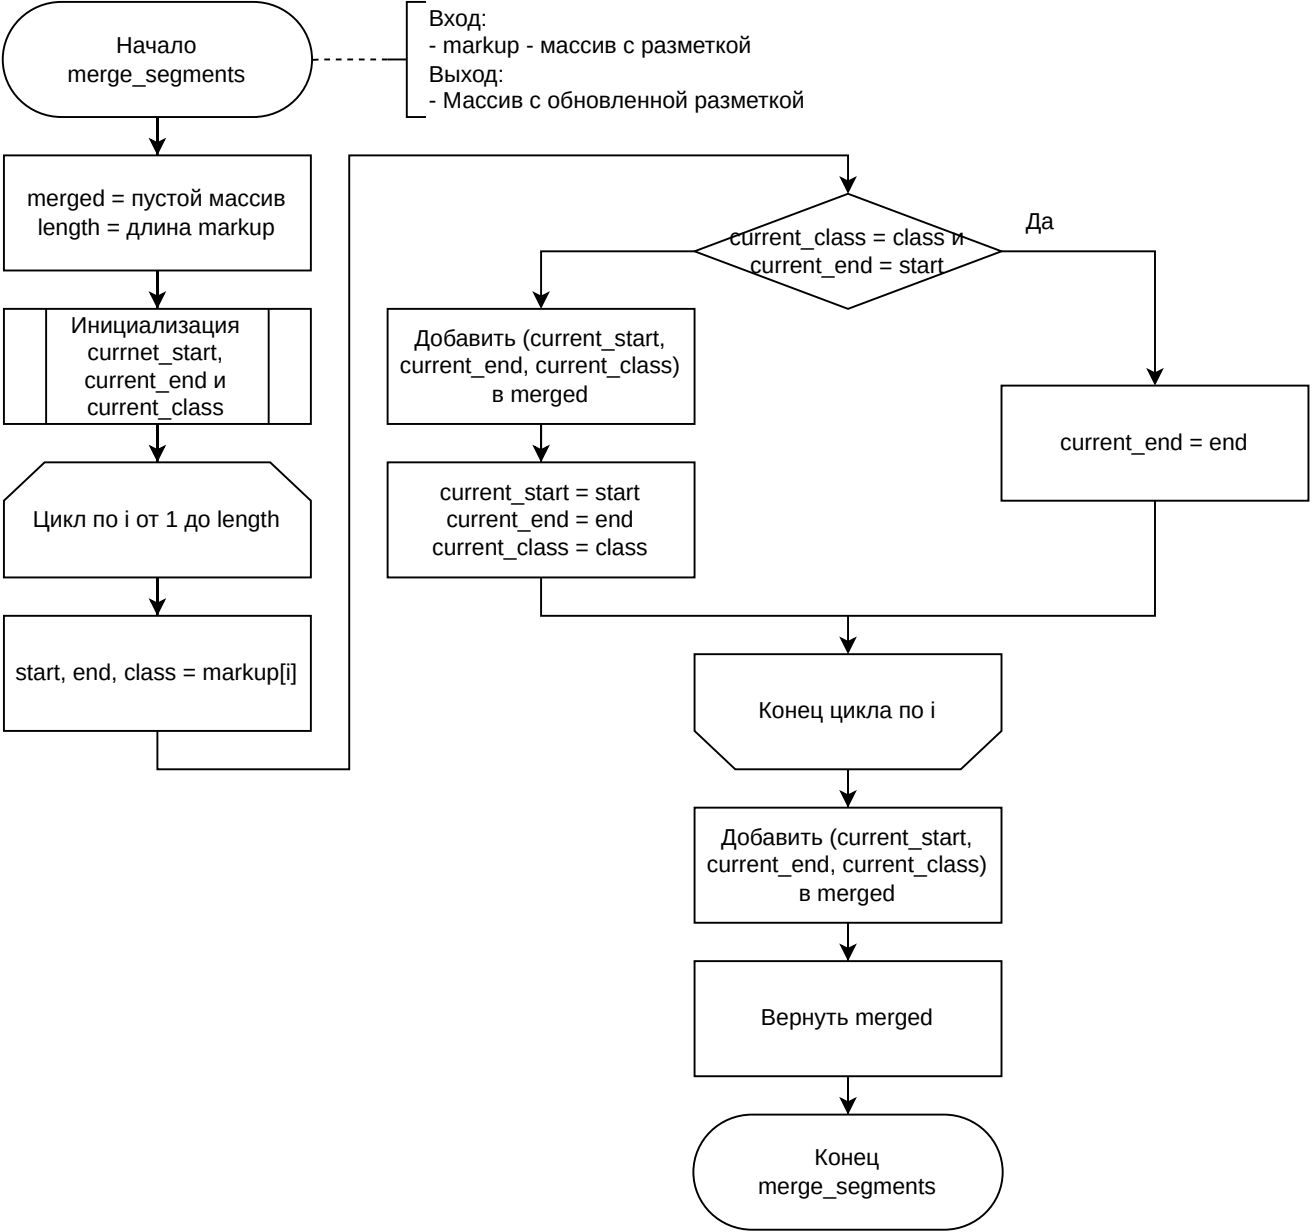 Начало
merge_segments
Вход:
- markup - массив с разметкой
Выход:
- Массив с обновленной разметкой
merged = пустой массив
length = длина markup
Инициализация
currnet_start,
current_end и
current_class
Цикл по i от 1 до length
start, end, class = markup[i]
current_class = class и
current_end = start
Да
Добавить (current_start,
current_end, current_class)
в merged
current_start = start
current_end = end
current_class = class
current_end = end
Конец цикла по i
Добавить (current_start,
current_end, current_class)
в merged
Вернуть merged
Конец
merge_segments